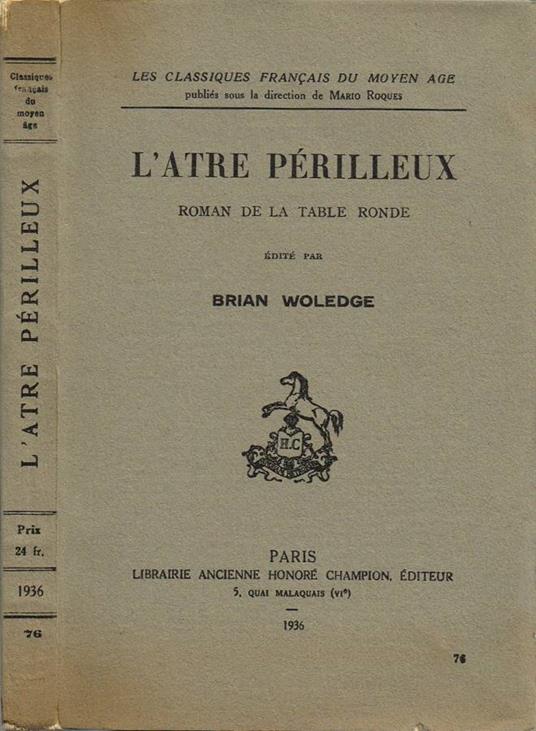 Classiques
français
du
moyen
âge
L'ATRE PÉRILLEUX
Prix
24 fr.
1936
76
LES CLASSIQUES FRANÇAIS DU MOYEN AGE
publiés sous la direction de MARIO ROQUES
L'ATRE PÉRILLEUX
ROMAN DE LA TABLE RONDE
ÉDITÉ PAR
BRIAN WOLEDGE
H.C
PARIS
LIBRAIRIE ANCIENNE HONORÉ CHAMPION, ÉDITEUR
5, QUAI MALAQUAIS (VIe)
1936
76